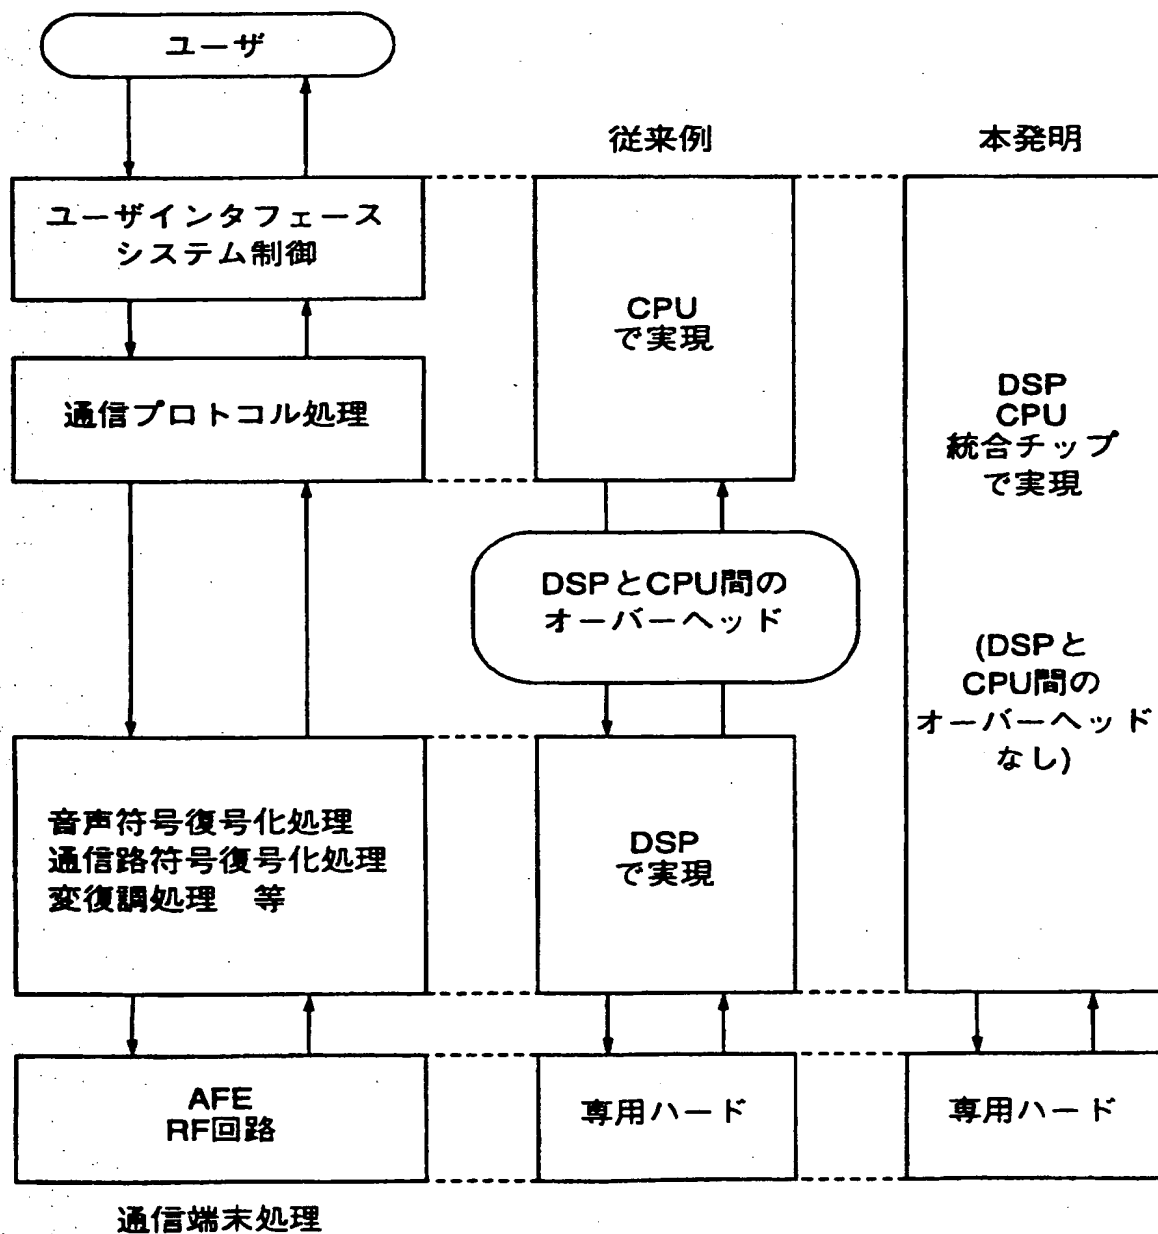 ユーザ
従来例
本発明
ユーザインタフェース
システム制御
CPU
で実現
DSP
CPU
統合チップ
で実現
通信プロトコル処理
DSPとCPU間の
オーバーヘッド
(DSPと
CPU間の
オーバーヘッド
なし)
音声符号復号化処理
通信路符号復号化処理
変復調処理　等
DSP
で実現
AFE
RF回路
専用ハード
専用ハード
通信端末処理